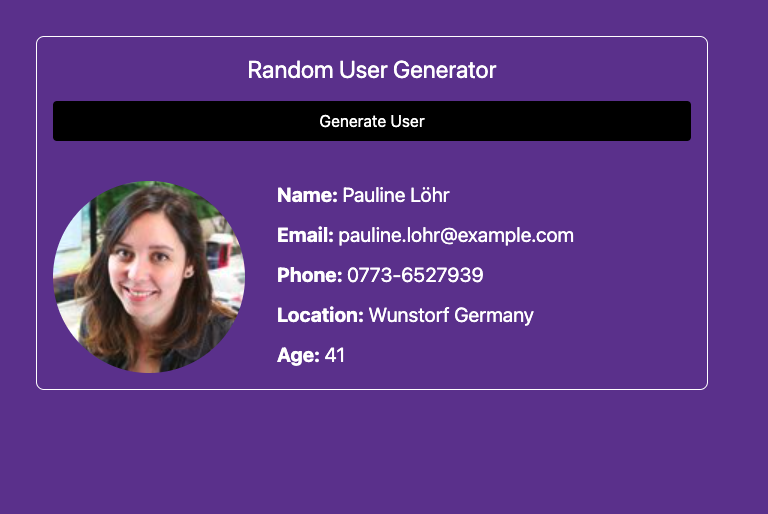 Random User Generator
Generate User
Name: Pauline Löhr
Email: pauline.lohr@example.com
Phone: 0773-6527939
Location: Wunstorf Germany
Age: 41